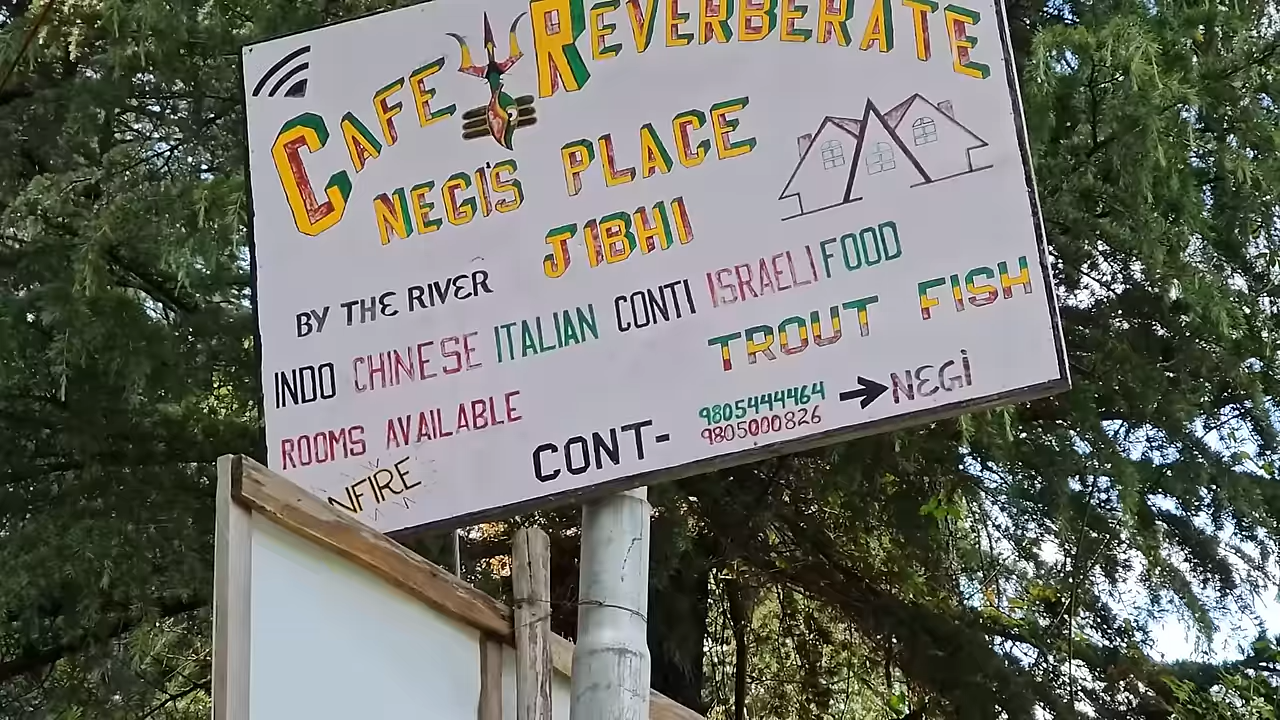 CAFE REVERBERATE
NEGI'S PLACE
JIBHI
BY THE RIVER
INDO CHINESE ITALIAN CONTI ISRAELI FOOD
TROUT FISH
ROOMS AVAILABLE
CONT- 9805444464 → NEGI
9805000826